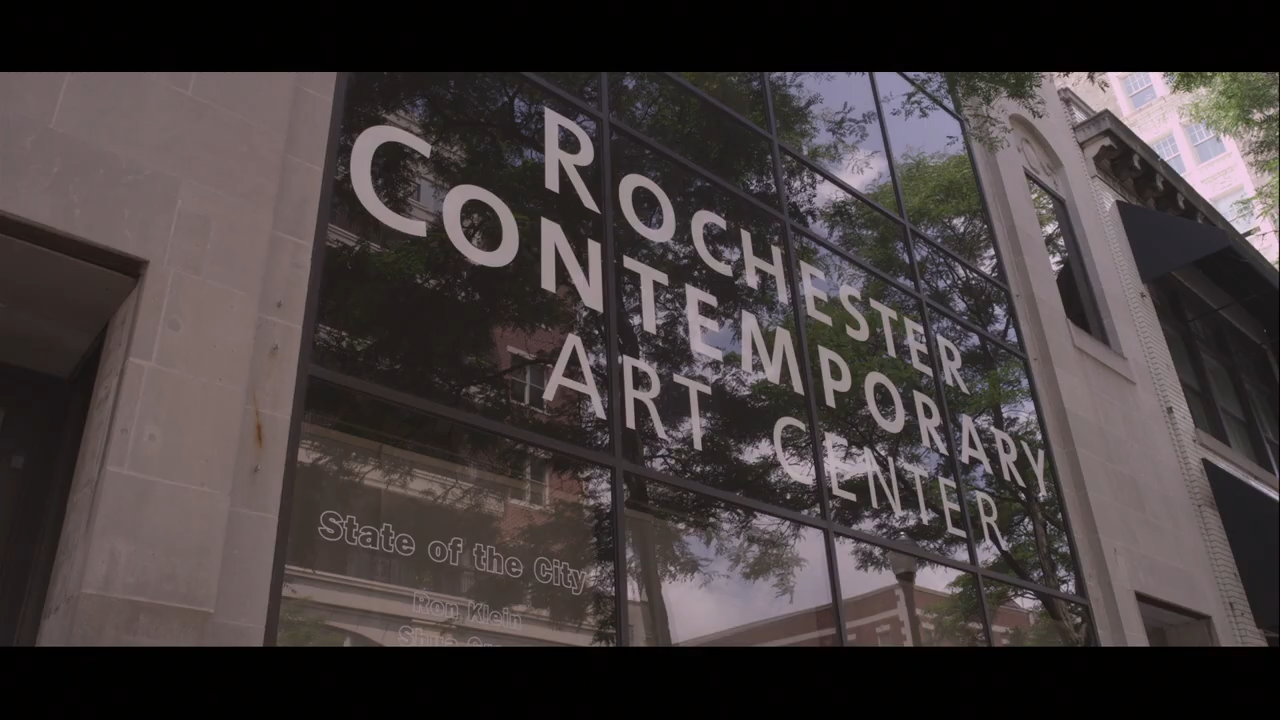 ROCHESTER
CONTEMPORARY
ART CENTER
State of the City
Ron Klein